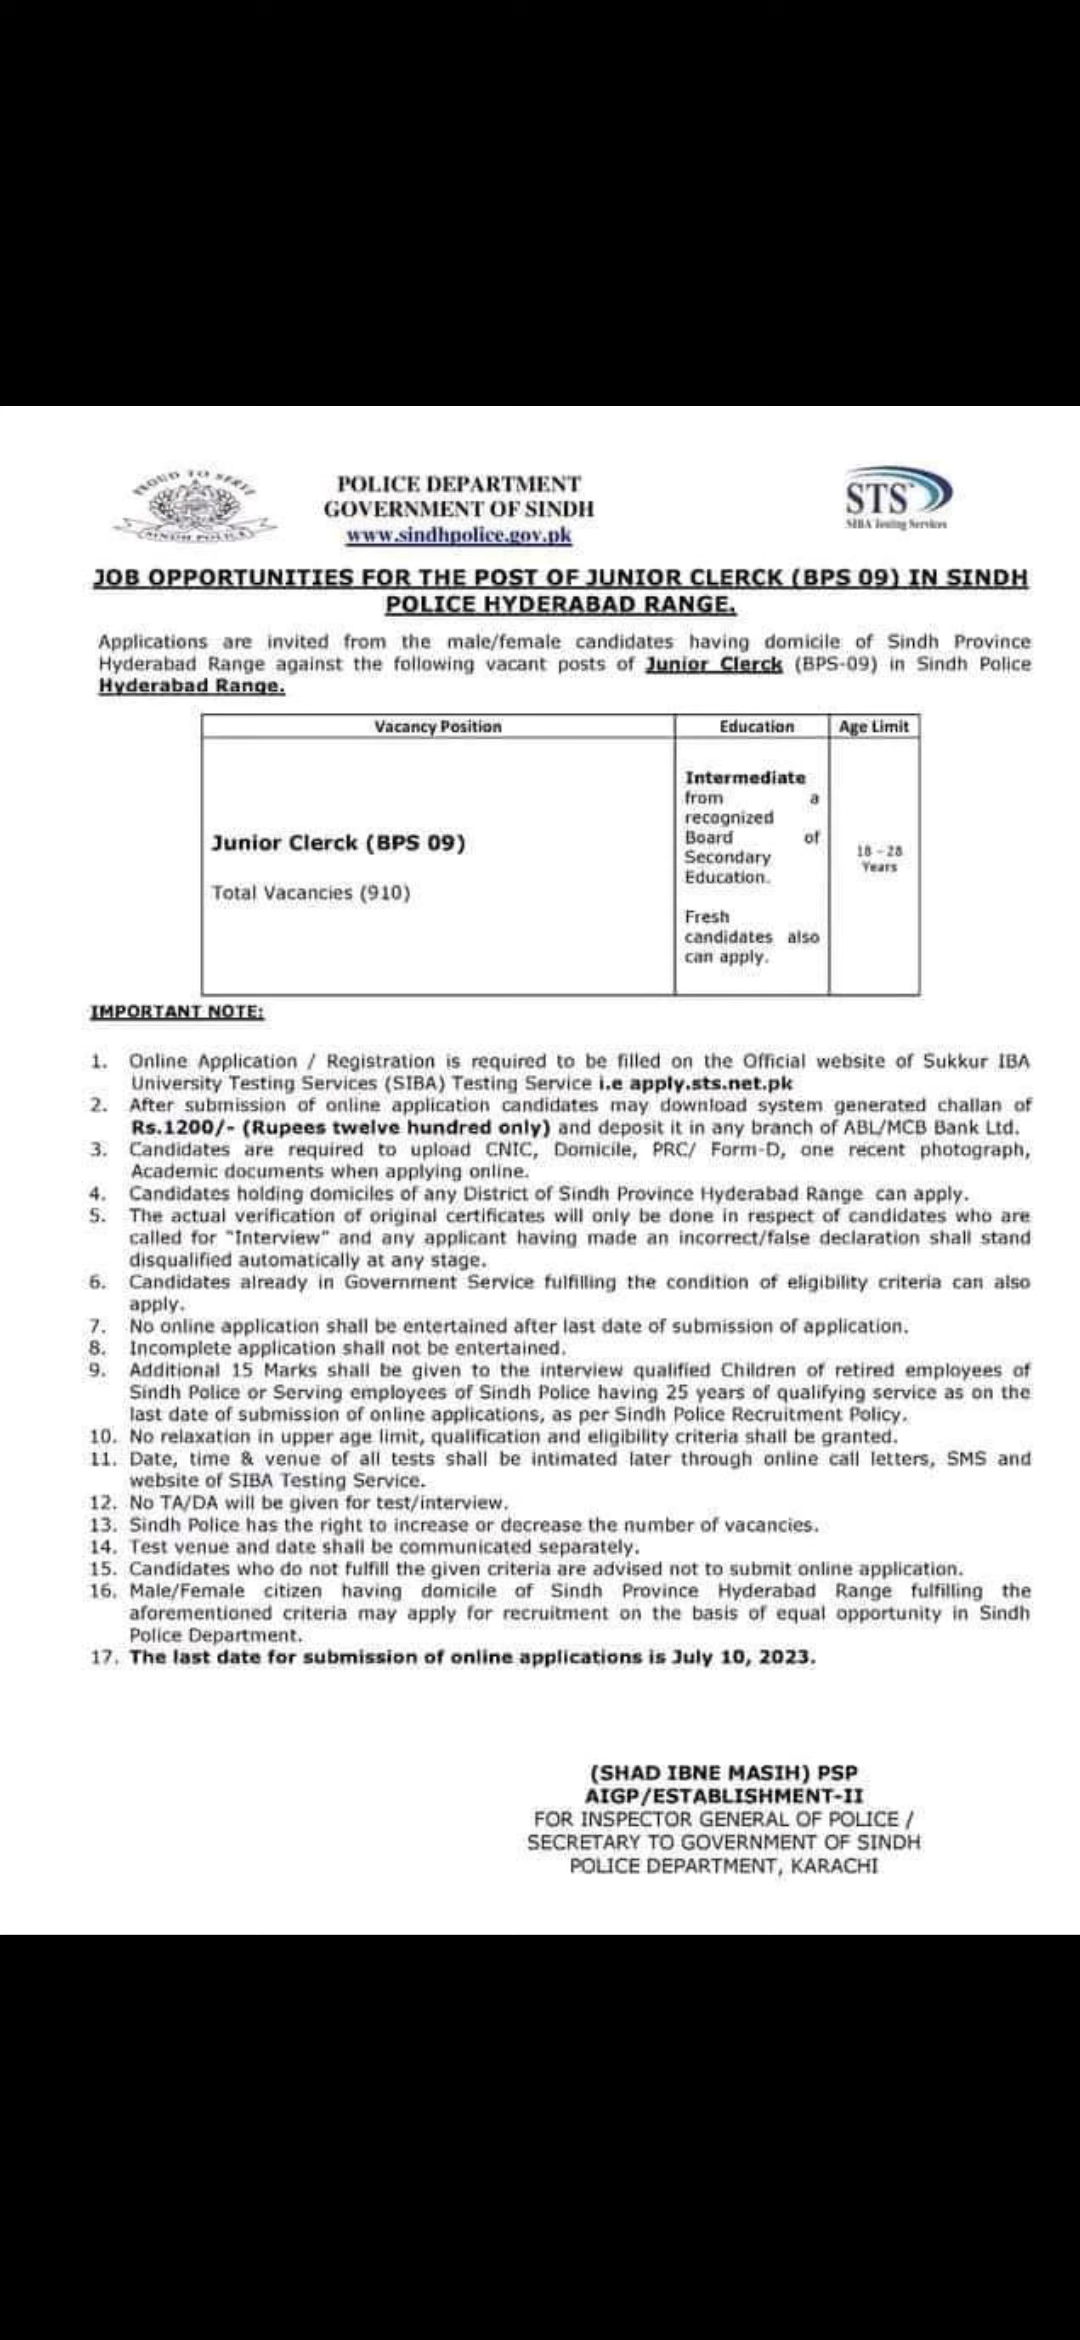 PROUD TO SERVE
SINDH POLICE
POLICE DEPARTMENT
GOVERNMENT OF SINDH
www.sindhpolice.gov.pk
STS
SIBA Testing Services
JOB OPPORTUNITIES FOR THE POST OF JUNIOR CLERCK (BPS 09) IN SINDH
POLICE HYDERABAD RANGE.
Applications are invited from the male/female candidates having domicile of Sindh Province
Hyderabad Range against the following vacant posts of Junior Clerck (BPS-09) in Sindh Police
Hyderabad Range.
Vacancy Position Education Age Limit
Junior Clerck (BPS 09)
Total Vacancies (910)
Intermediate
from a
recognized
Board of
Secondary
Education.
Fresh
candidates also
can apply.
18 - 28
Years
IMPORTANT NOTE:
1. Online Application / Registration is required to be filled on the Official website of Sukkur IBA
University Testing Services (SIBA) Testing Service i.e apply.sts.net.pk
2. After submission of online application candidates may download system generated challan of
Rs.1200/- (Rupees twelve hundred only) and deposit it in any branch of ABL/MCB Bank Ltd.
3. Candidates are required to upload CNIC, Domicile, PRC/ Form-D, one recent photograph,
Academic documents when applying online.
4. Candidates holding domiciles of any District of Sindh Province Hyderabad Range can apply.
5. The actual verification of original certificates will only be done in respect of candidates who are
called for "Interview" and any applicant having made an incorrect/false declaration shall stand
disqualified automatically at any stage.
6. Candidates already in Government Service fulfilling the condition of eligibility criteria can also
apply.
7. No online application shall be entertained after last date of submission of application.
8. Incomplete application shall not be entertained.
9. Additional 15 Marks shall be given to the interview qualified Children of retired employees of
Sindh Police or Serving employees of Sindh Police having 25 years of qualifying service as on the
last date of submission of online applications, as per Sindh Police Recruitment Policy.
10. No relaxation in upper age limit, qualification and eligibility criteria shall be granted.
11. Date, time & venue of all tests shall be intimated later through online call letters, SMS and
website of SIBA Testing Service.
12. No TA/DA will be given for test/interview.
13. Sindh Police has the right to increase or decrease the number of vacancies.
14. Test venue and date shall be communicated separately.
15. Candidates who do not fulfill the given criteria are advised not to submit online application.
16. Male/Female citizen having domicile of Sindh Province Hyderabad Range fulfilling the
aforementioned criteria may apply for recruitment on the basis of equal opportunity in Sindh
Police Department.
17. The last date for submission of online applications is July 10, 2023.
(SHAD IBNE MASIH) PSP
AIGP/ESTABLISHMENT-II
FOR INSPECTOR GENERAL OF POLICE /
SECRETARY TO GOVERNMENT OF SINDH
POLICE DEPARTMENT, KARACHI